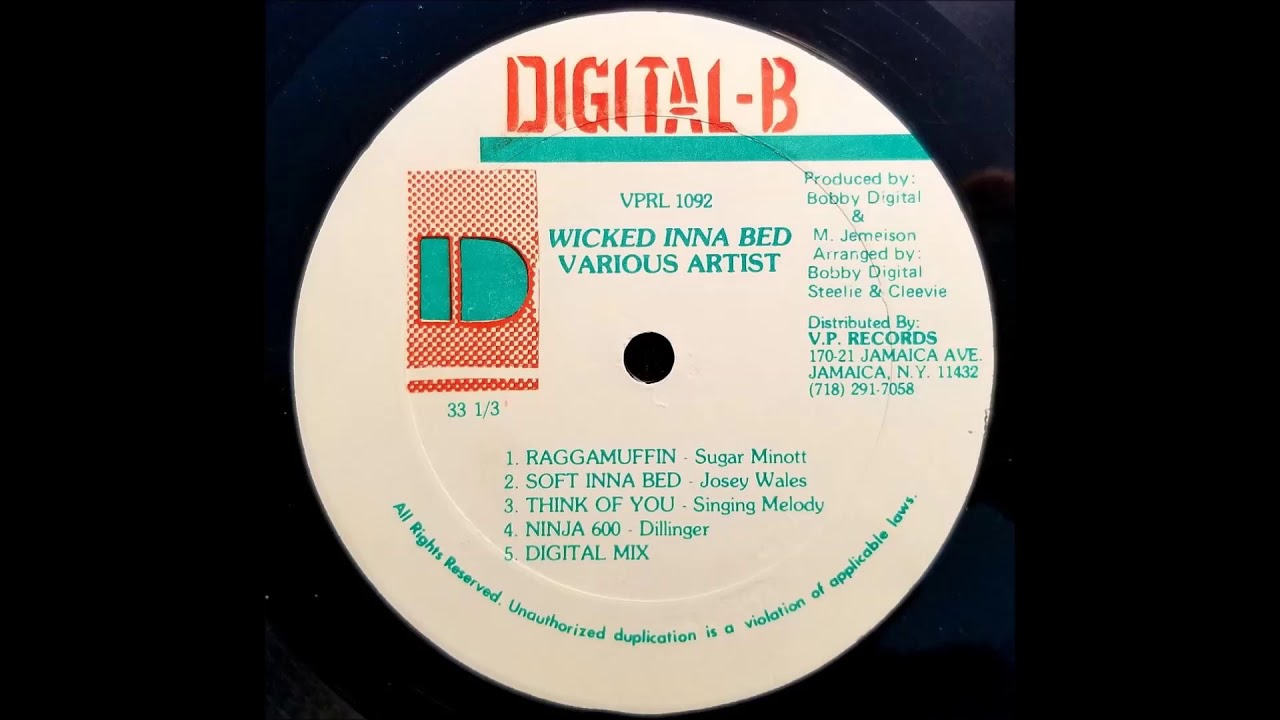 DIGITAL-B
VPRL 1092
WICKED INNA BED
VARIOUS ARTIST
Produced by:
Bobby Digital
&
M. Jemeison
Arranged by:
Bobby Digital
Steelie & Cleevie
Distributed By:
V.P. RECORDS
170-21 JAMAICA AVE.
JAMAICA, N.Y. 11432
(718) 291-7058
D
33 1/3
1. RAGGAMUFFIN - Sugar Minott
2. SOFT INNA BED - Josey Wales
3. THINK OF YOU - Singing Melody
4. NINJA 600 - Dillinger
5. DIGITAL MIX
All Rights Reserved. Unauthorized duplication is a violation of applicable laws.